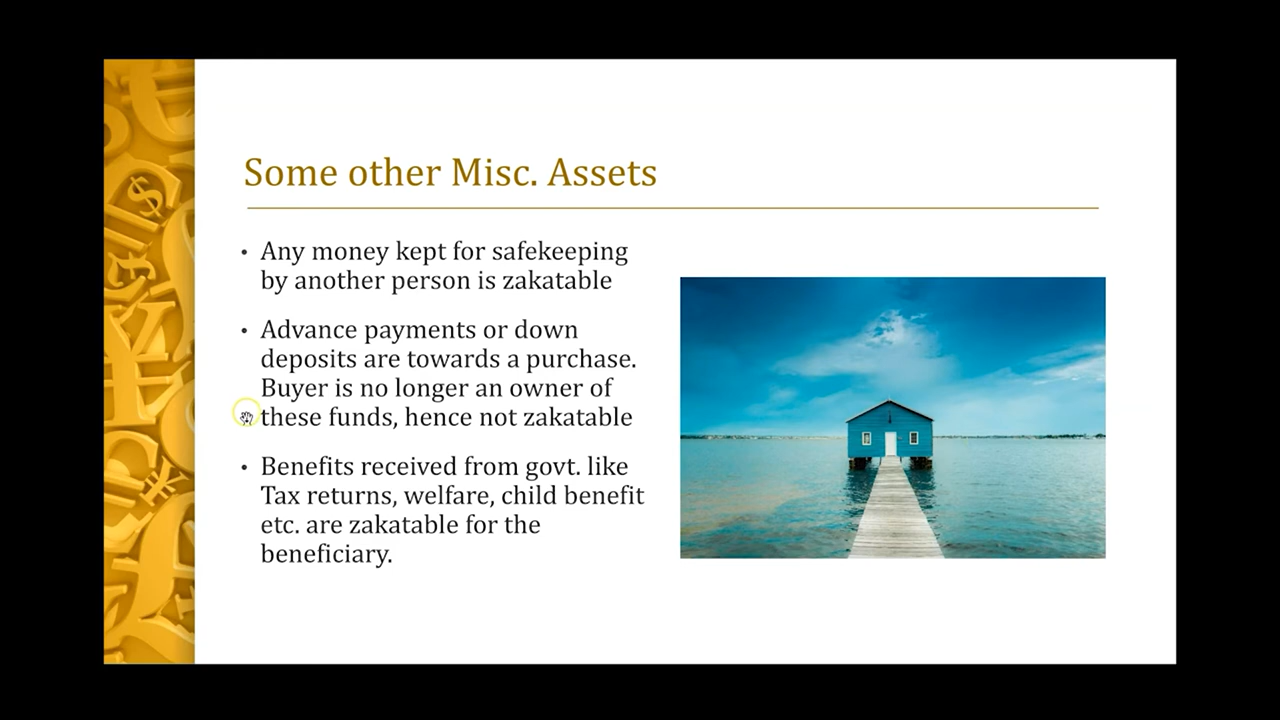 Some other Misc. Assets
• Any money kept for safekeeping
by another person is zakatable
• Advance payments or down
deposits are towards a purchase.
Buyer is no longer an owner of
these funds, hence not zakatable
• Benefits received from govt. like
Tax returns, welfare, child benefit
etc. are zakatable for the
beneficiary.